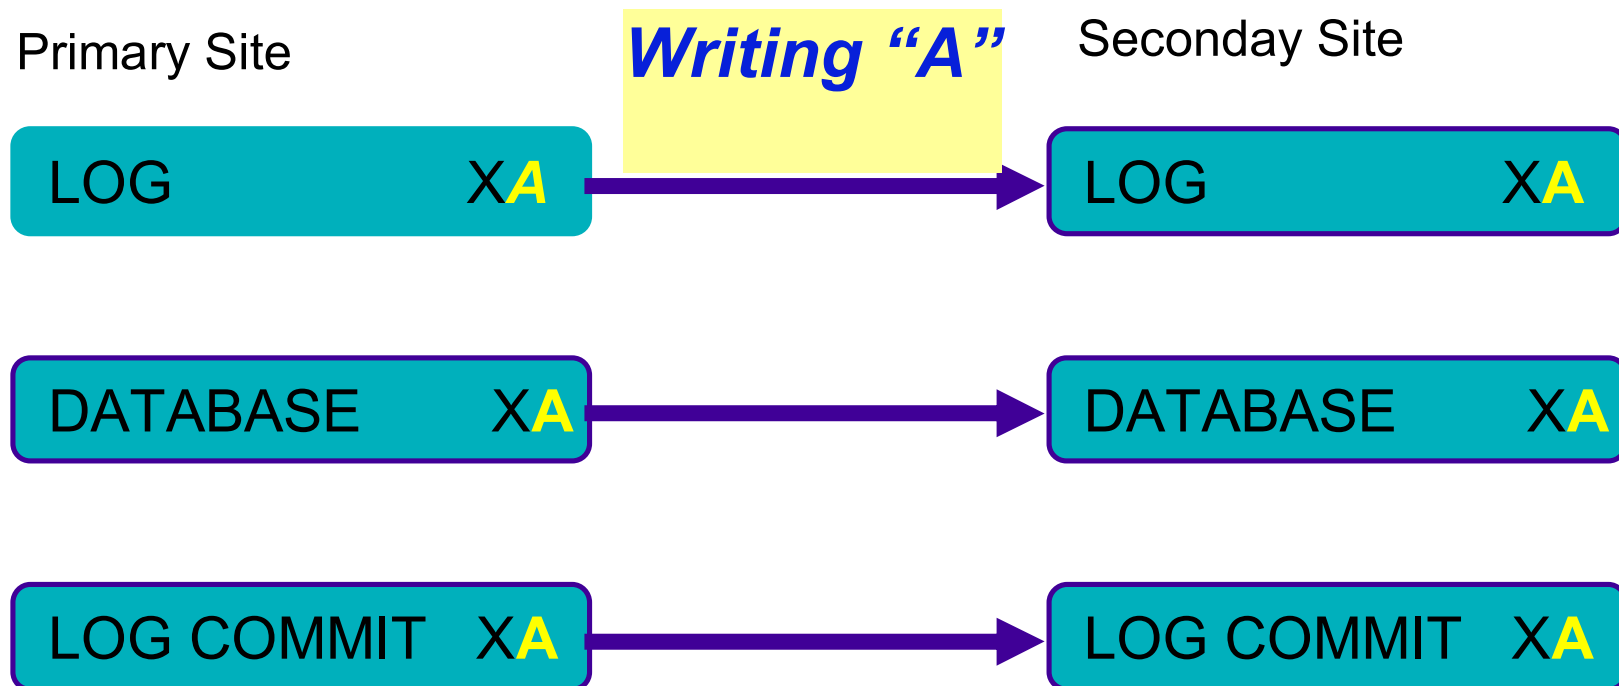 Primary Site
Writing “A”
Seconday Site
LOG XA
LOG XA
DATABASE XA
DATABASE XA
LOG COMMIT XA
LOG COMMIT XA